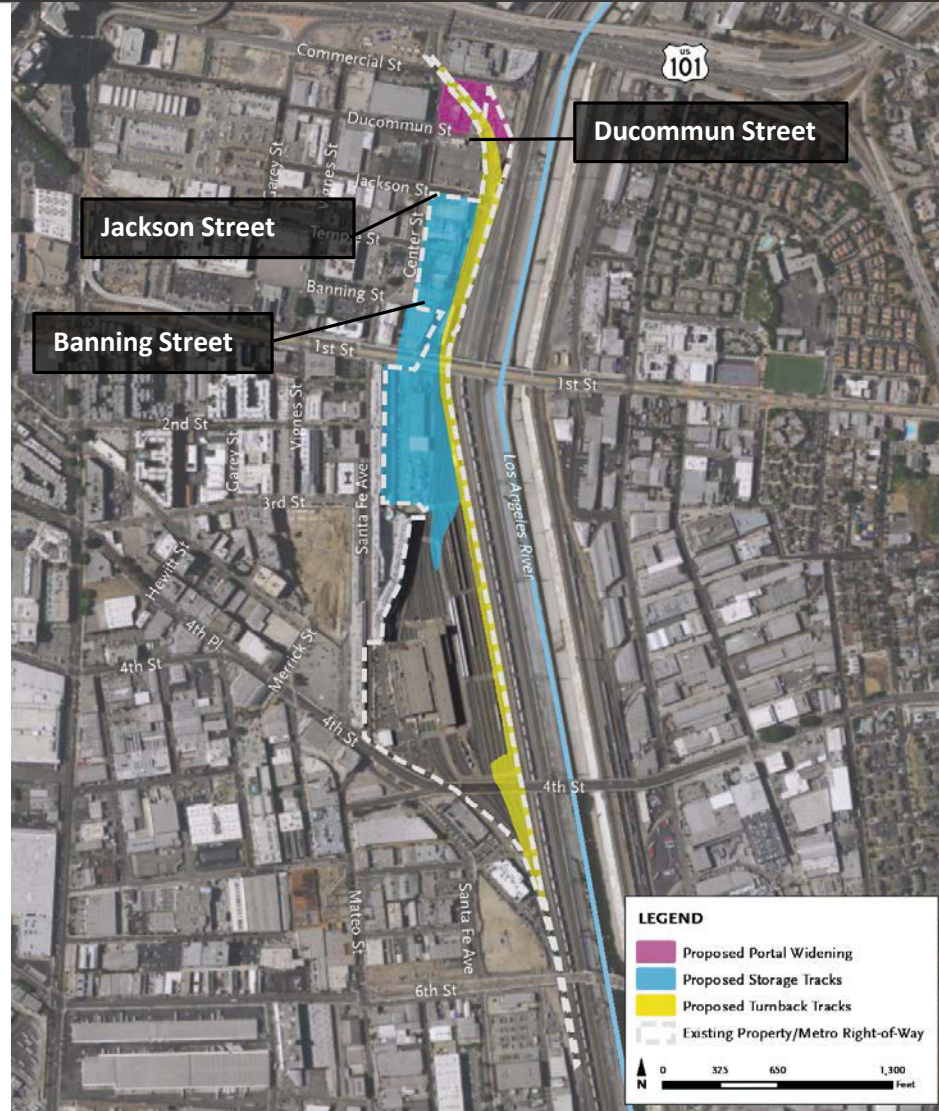 US
101
Commercial St
Ducommun St
Ducommun Street
Garey St
Vignes St
Jackson St
Jackson Street
Temple St
Center St
Banning St
Banning Street
1st St
1st St
Vignes St
2nd St
Garey St
Santa Fe Ave
3rd St
Los Angeles River
Hewitt St
4th Pl
Merrick St
4th St
4th St
4th St
Mateo St
Santa Fe Ave
6th St
LEGEND
Proposed Portal Widening
Proposed Storage Tracks
Proposed Turnback Tracks
Existing Property/Metro Right-of-Way
N
0 325 650 1,300
Feet